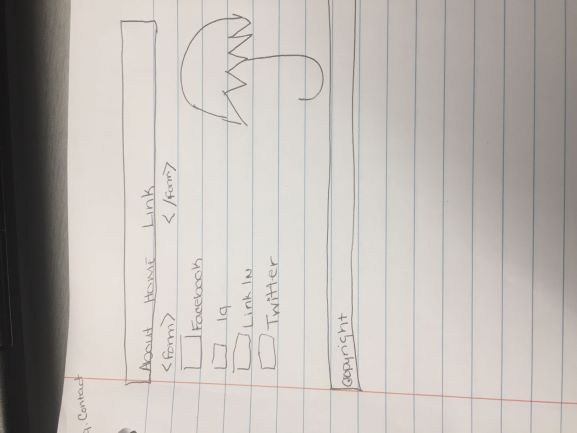 a. Contact
About HOME Link
<form> </form>
Facebook
Ig
Link IN
Twitter
Copyright